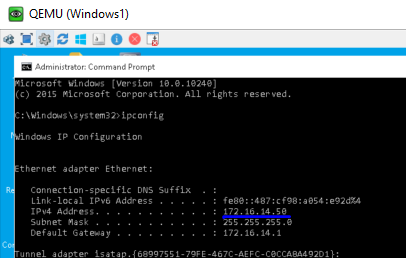 QEMU (Windows1)
Administrator: Command Prompt
Microsoft Windows [Version 10.0.10240]
(c) 2015 Microsoft Corporation. All rights reserved.
C:\Windows\system32>ipconfig
Windows IP Configuration
Ethernet adapter Ethernet:
Connection-specific DNS Suffix  . :
Link-local IPv6 Address . . . . . : fe80::487:cf98:a054:e92d%4
IPv4 Address. . . . . . . . . . . : 172.16.14.50
Subnet Mask . . . . . . . . . . . : 255.255.255.0
Default Gateway . . . . . . . . . : 172.16.14.1
Tunnel adapter isatap.{68997551-79FE-467C-AEFC-C0CCABA492D1}: